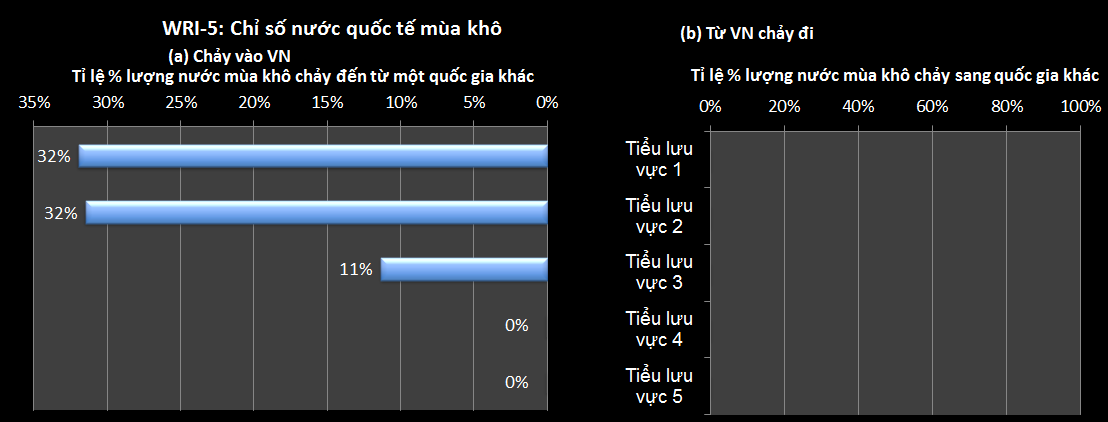 WRI-5: Chỉ số nước quốc tế mùa khô
(a) Chảy vào VN
Tỉ lệ % lượng nước mùa khô chảy đến từ một quốc gia khác
35% 30% 25% 20% 15% 10% 5% 0%
32%
32%
11%
0%
0%
(b) Từ VN chảy đi
Tỉ lệ % lượng nước mùa khô chảy sang quốc gia khác
0% 20% 40% 60% 80% 100%
Tiểu lưu
vực 1
Tiểu lưu
vực 2
Tiểu lưu
vực 3
Tiểu lưu
vực 4
Tiểu lưu
vực 5